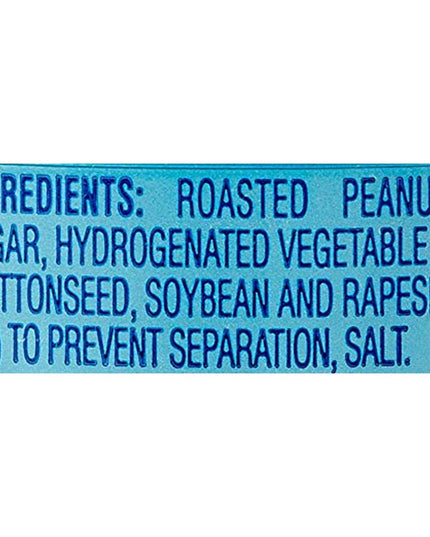 REDIENTS: ROASTED PEANU
GAR, HYDROGENATED VEGETABLE
TTONSEED, SOYBEAN AND RAPES
) TO PREVENT SEPARATION, SALT.